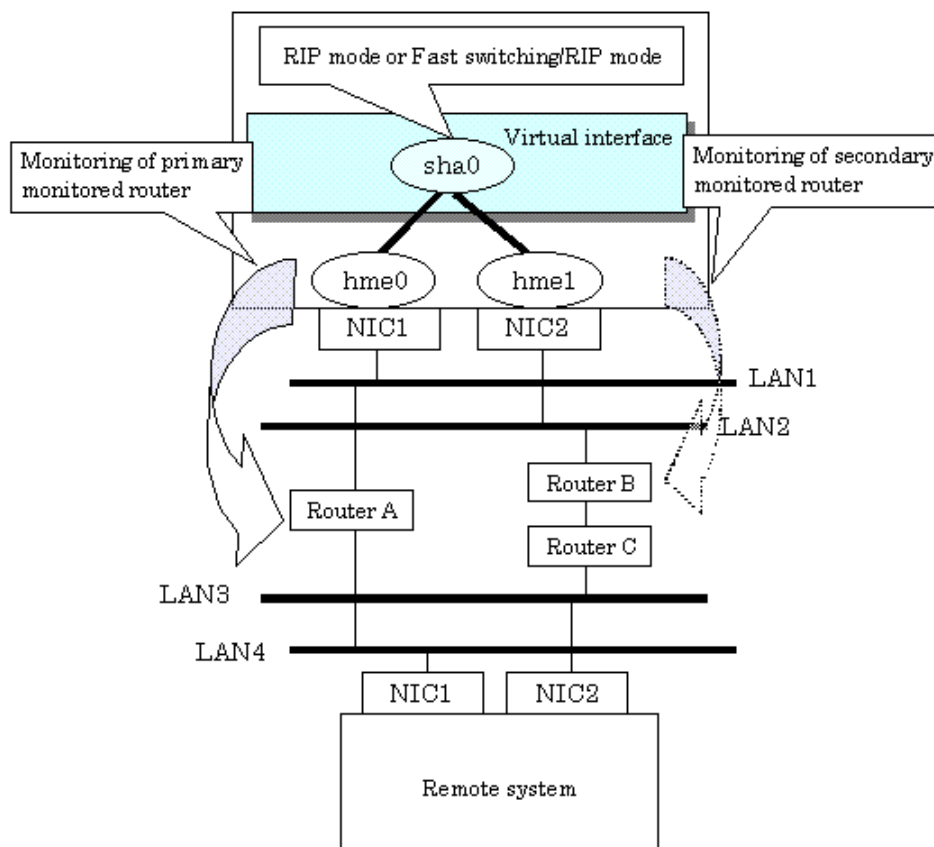 RIP mode or Fast switching/RIP mode
Virtual interface
Monitoring of primary
monitored router
sha0
Monitoring of secondary
monitored router
hme0
hme1
NIC1
NIC2
LAN1
LAN2
Router B
Router A
Router C
LAN3
LAN4
NIC1
NIC2
Remote system